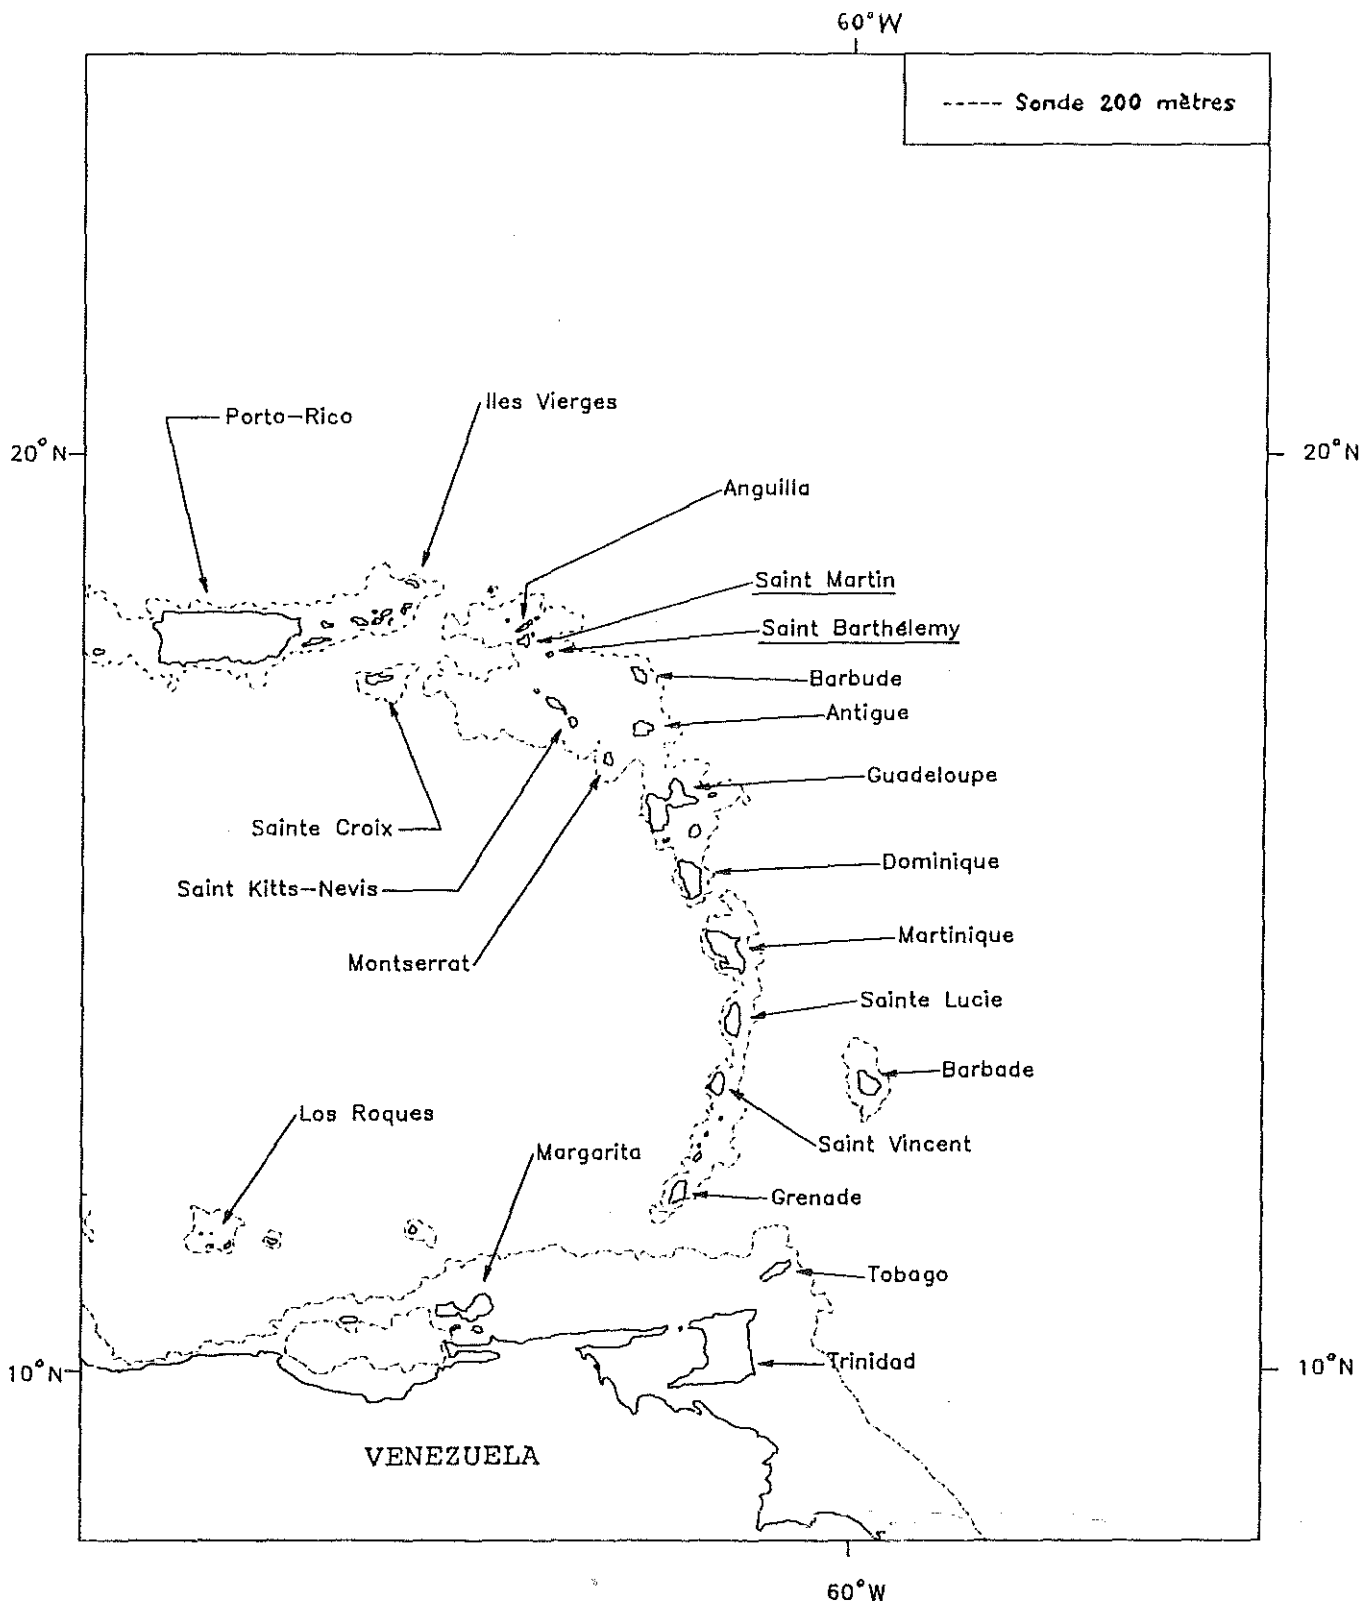 60°W
----- Sonde 200 mètres
Iles Vierges
Porto-Rico
20°N
20°N
Anguilla
Saint Martin
Saint Barthélemy
Barbude
Antigue
Guadeloupe
Sainte Croix
Dominique
Saint Kitts-Nevis
Martinique
Montserrat
Sainte Lucie
Barbade
Los Roques
Saint Vincent
Margarita
Grenade
Tobago
Trinidad
10°N
10°N
VENEZUELA
60°W